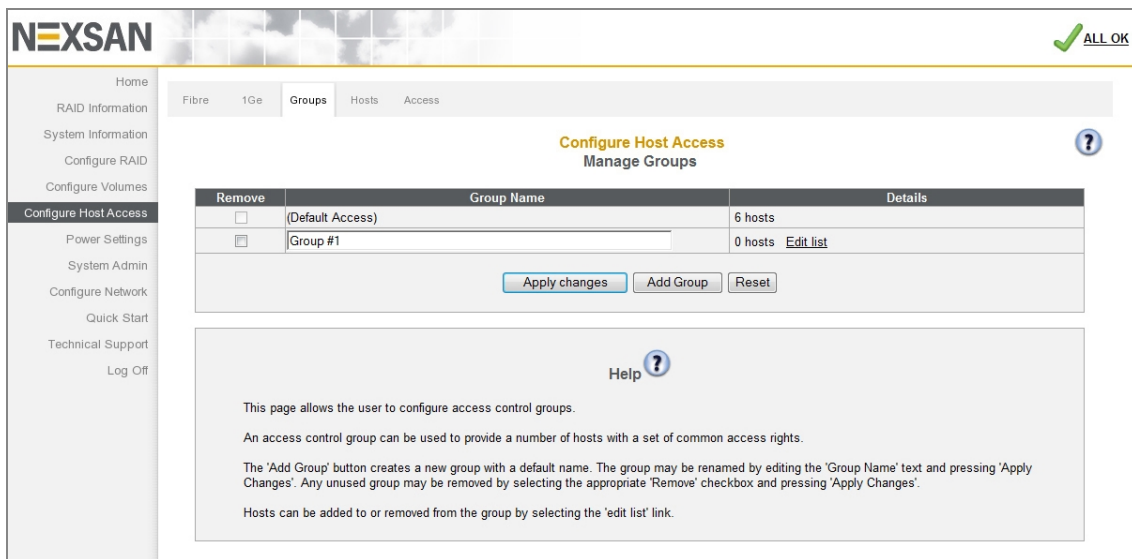 NEXSAN
ALL OK
Home
RAID Information
System Information
Configure RAID
Configure Volumes
Configure Host Access
Power Settings
System Admin
Configure Network
Quick Start
Technical Support
Log Off
Fibre 1Ge Groups Hosts Access
Configure Host Access
?
Manage Groups
Remove Group Name Details
(Default Access) 6 hosts
Group #1 0 hosts Edit list
Apply changes Add Group Reset
Help ?
This page allows the user to configure access control groups.
An access control group can be used to provide a number of hosts with a set of common access rights.
The 'Add Group' button creates a new group with a default name. The group may be renamed by editing the 'Group Name' text and pressing 'Apply
Changes'. Any unused group may be removed by selecting the appropriate 'Remove' checkbox and pressing 'Apply Changes'.
Hosts can be added to or removed from the group by selecting the 'edit list' link.